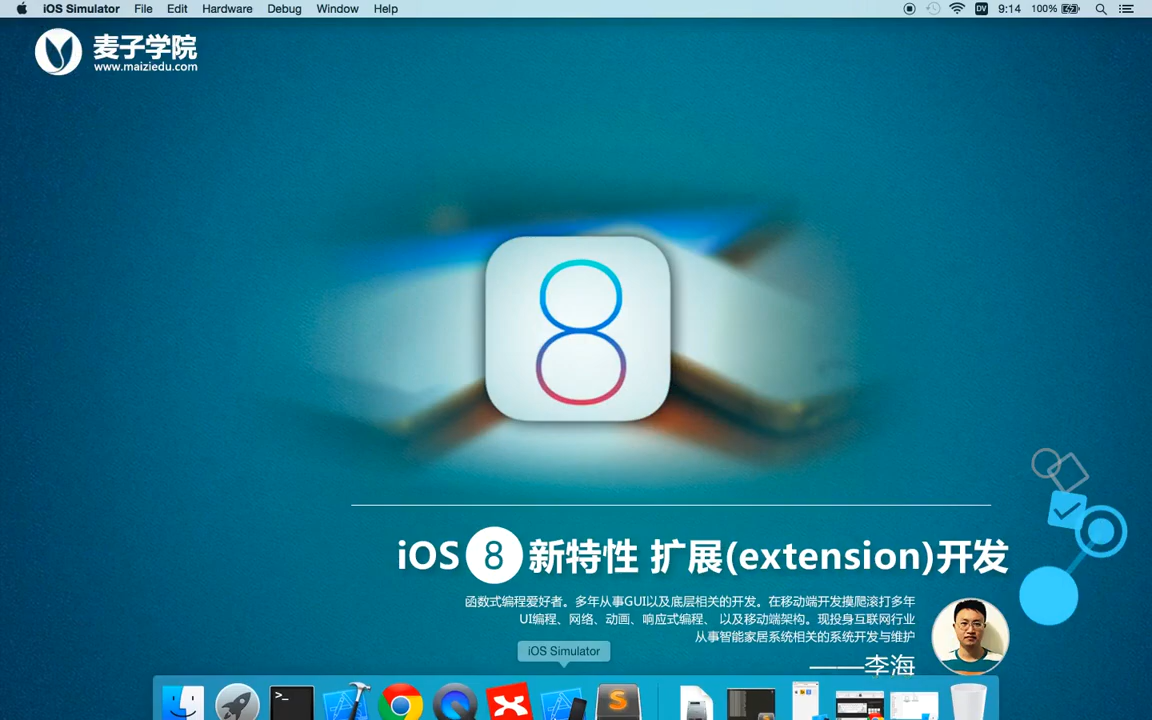 iOS Simulator File Edit Hardware Debug Window Help DV 9:14 100%
麦子学院
www.maiziedu.com
8
iOS 8 新特性 扩展(extension)开发
函数式编程爱好者。多年从事GUI以及底层相关的开发。在移动端开发摸爬滚打多年
UI编程、网络、动画、响应式编程、 以及移动端架构。现投身互联网行业
从事智能家居系统相关的系统开发与维护
——李海
iOS Simulator
>_
S